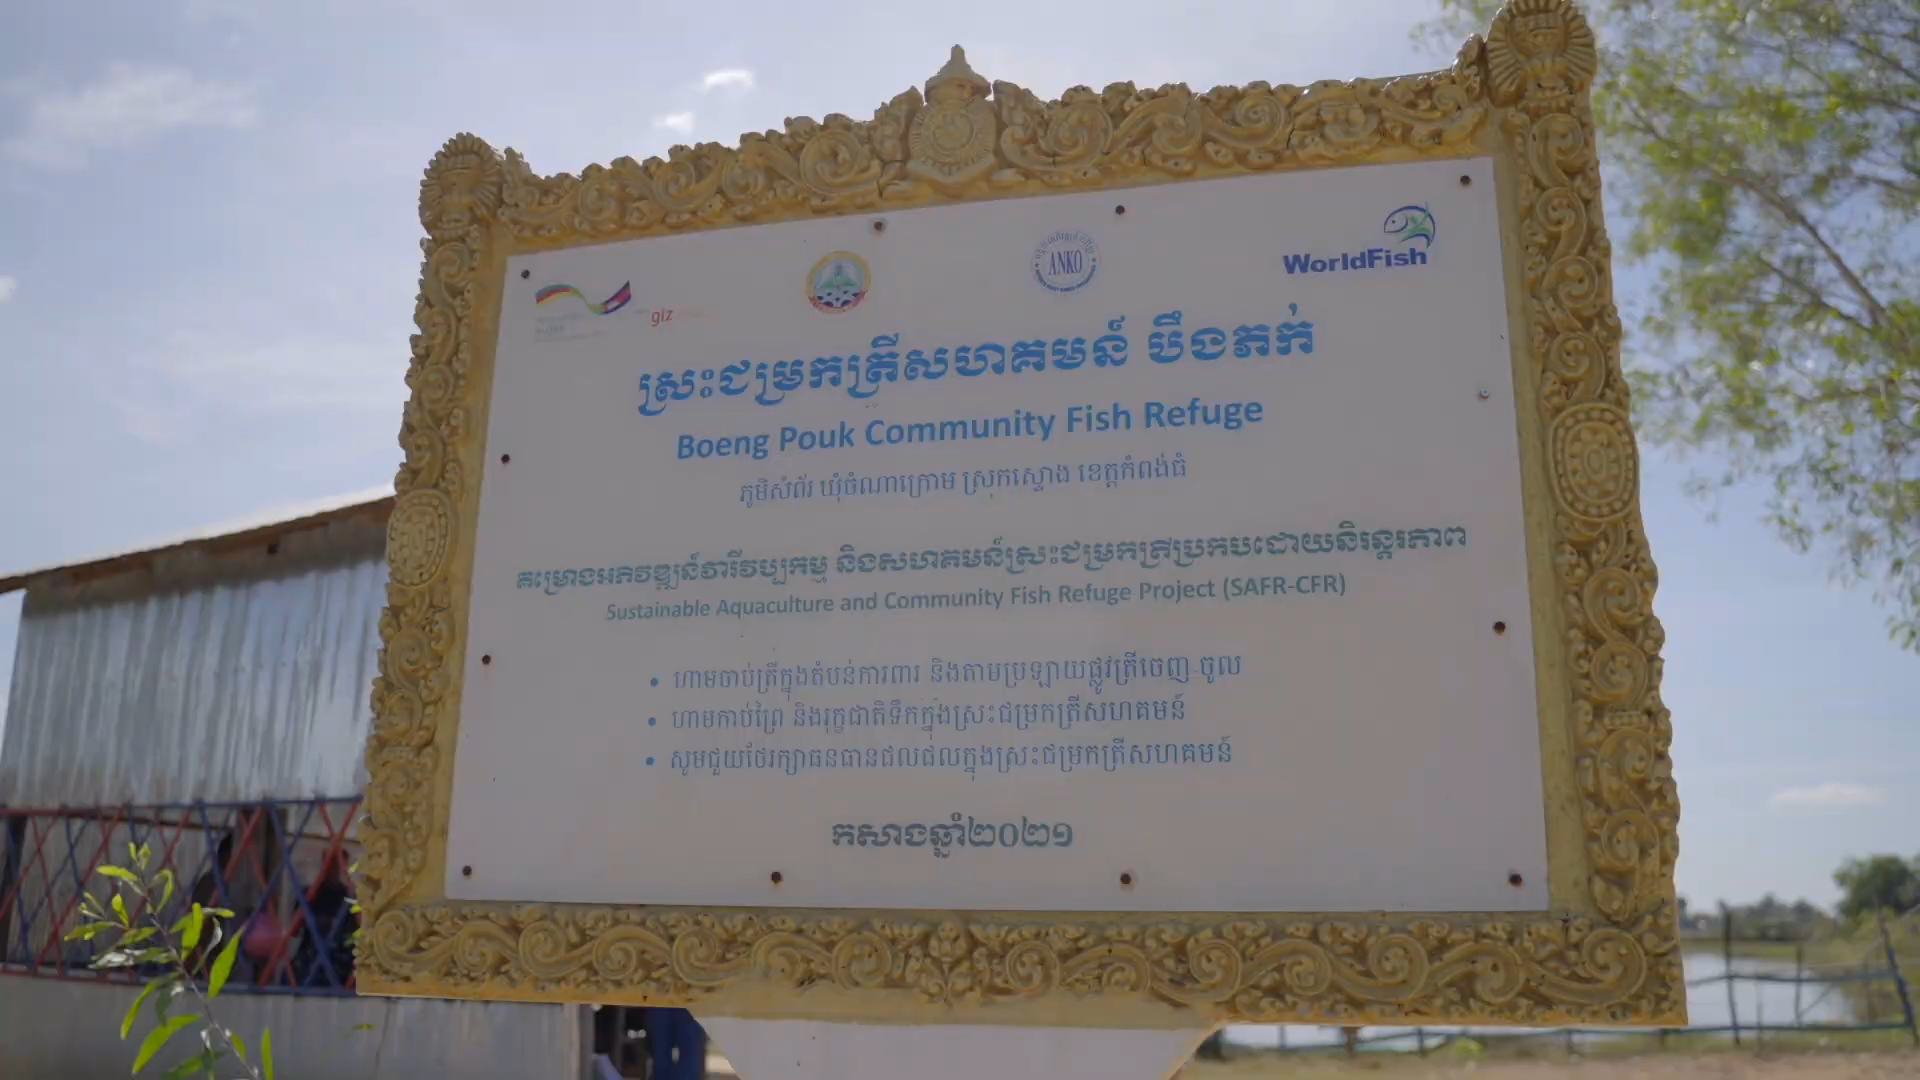 giz
ANKO
WorldFish
ស្រះជម្រកត្រីសហគមន៍ បឹងភក់
Boeng Pouk Community Fish Refuge
ភូមិសំព័រ ឃុំចំណាក្រោម ស្រុកស្ទោង ខេត្តកំពង់ធំ
គម្រោងអភិវឌ្ឍន៍វារីវប្បកម្ម និងសហគមន៍ស្រះជម្រកត្រីប្រកបដោយនិរន្តរភាព
Sustainable Aquaculture and Community Fish Refuge Project (SAFR-CFR)
• ហាមចាប់ត្រីក្នុងតំបន់ការពារ និងតាមប្រឡាយផ្លូវត្រីចេញ-ចូល
• ហាមកាប់ព្រៃ និងរុក្ខជាតិទឹកក្នុងស្រះជម្រកត្រីសហគមន៍
• សូមជួយថែរក្សាធនធានជលផលក្នុងស្រះជម្រកត្រីសហគមន៍
កសាងឆ្នាំ២០២១